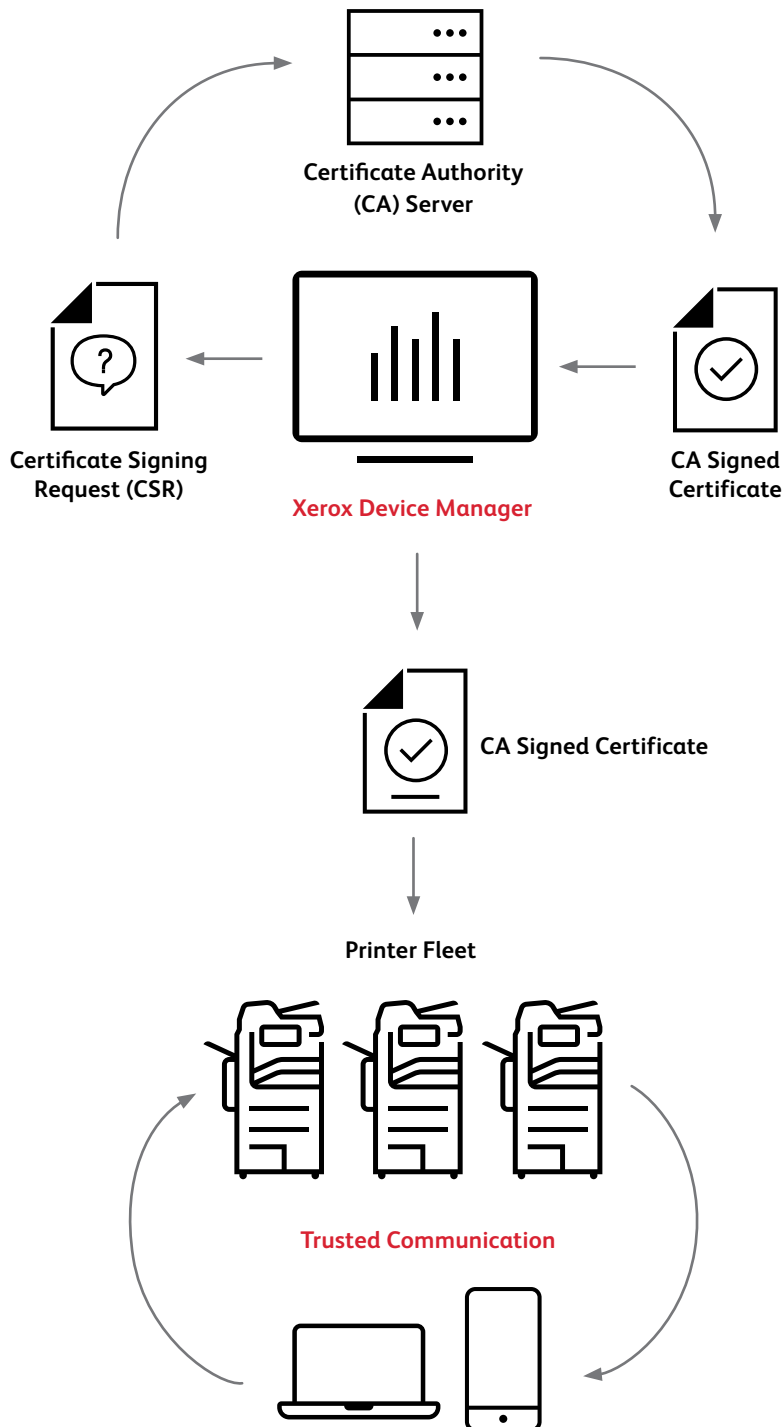 Certificate Authority
(CA) Server
?
Certificate Signing
Request (CSR)
Xerox Device Manager
CA Signed
Certificate
CA Signed Certificate
Printer Fleet
Trusted Communication